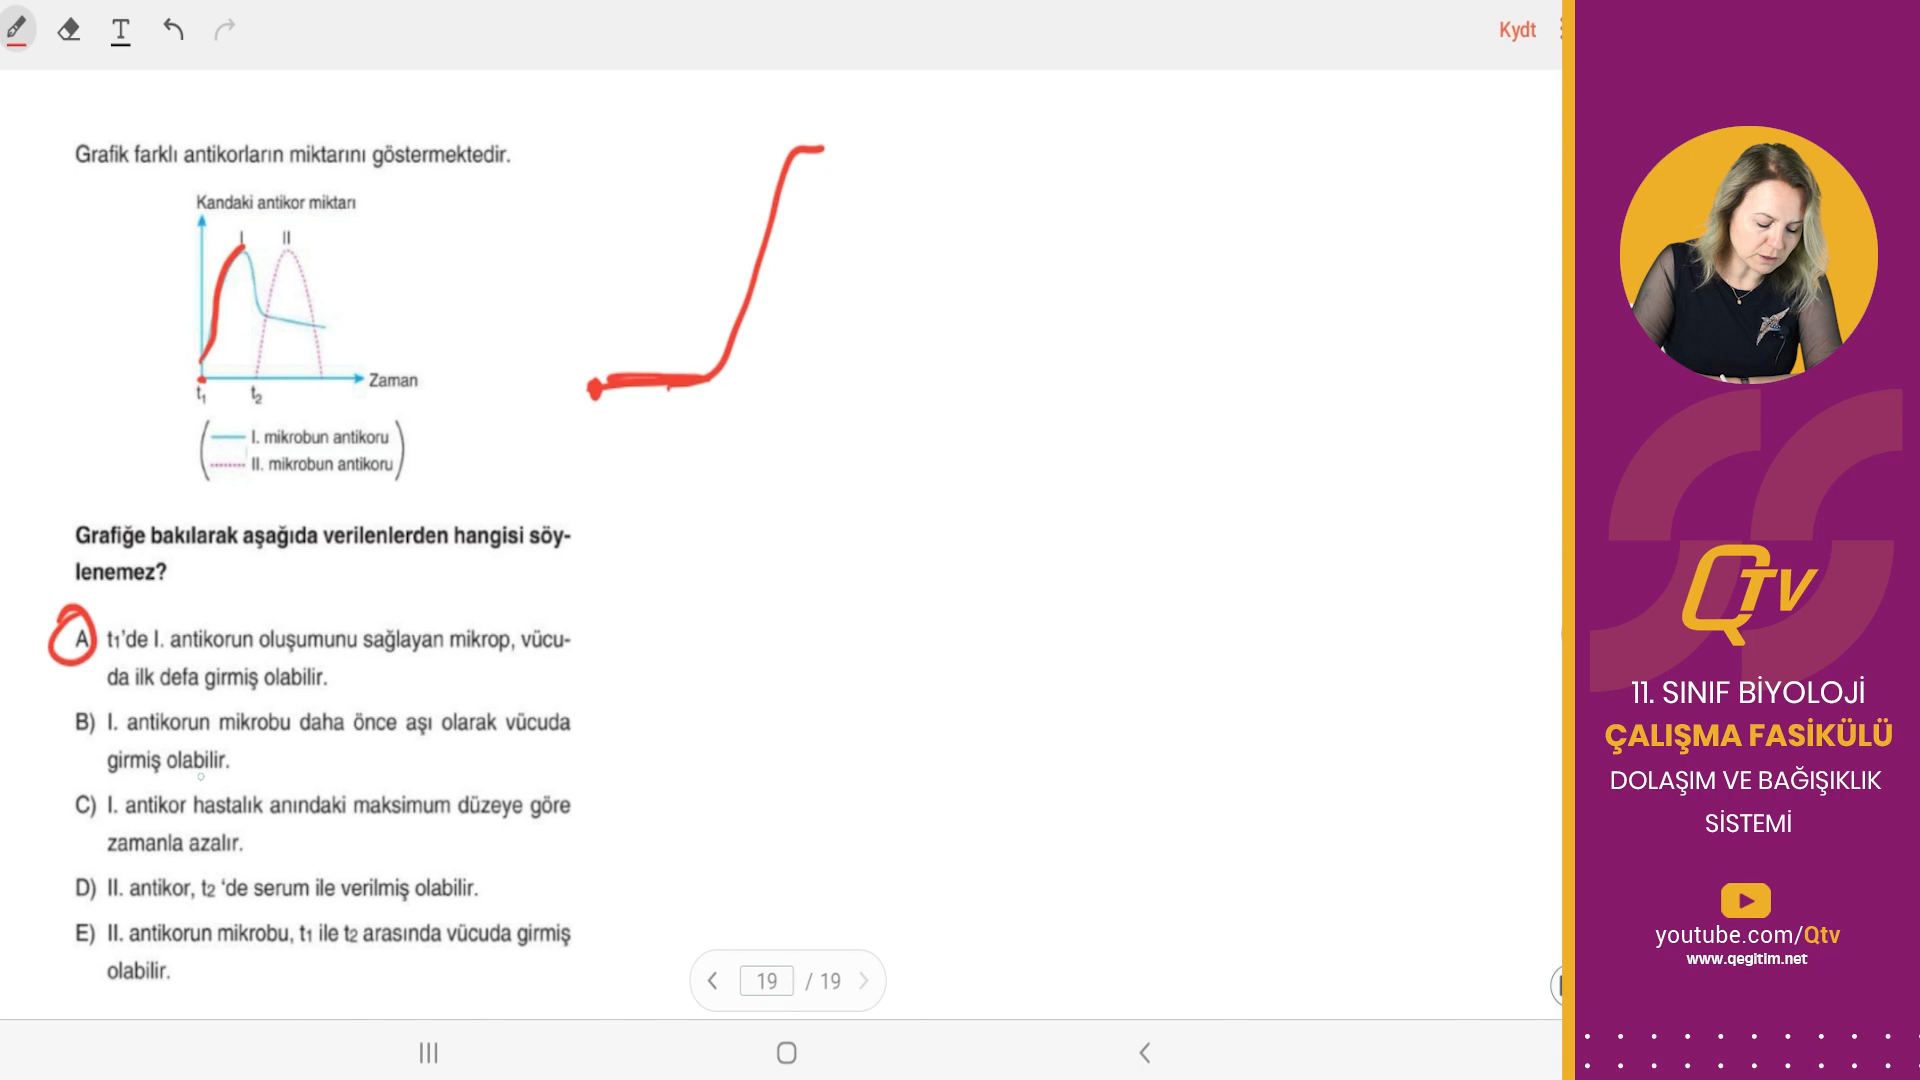 T
Kydt
Grafik farklı antikorların miktarını göstermektedir.
Kandaki antikor miktarı
I
II
Zaman
t1
t2
I. mikrobun antikoru
II. mikrobun antikoru
Grafiğe bakılarak aşağıda verilenlerden hangisi söy-
lenemez?
A) t1'de I. antikorun oluşumunu sağlayan mikrop, vücu-
da ilk defa girmiş olabilir.
B) I. antikorun mikrobu daha önce aşı olarak vücuda
girmiş olabilir.
C) I. antikor hastalık anındaki maksimum düzeye göre
zamanla azalır.
D) II. antikor, t2 'de serum ile verilmiş olabilir.
E) II. antikorun mikrobu, t1 ile t2 arasında vücuda girmiş
olabilir.
19 / 19
QTV
11. SINIF BİYOLOJİ
ÇALIŞMA FASİKÜLÜ
DOLAŞIM VE BAĞIŞIKLIK
SİSTEMİ
youtube.com/Qtv
www.qegitim.net